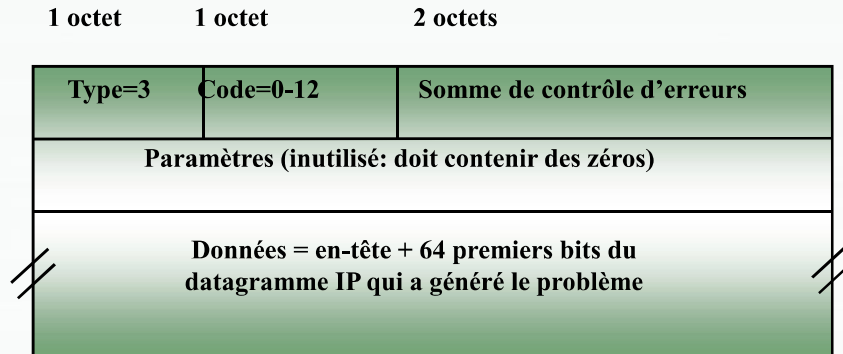 1 octet 1 octet 2 octets
Type=3 Code=0-12 Somme de contrôle d’erreurs
Paramètres (inutilisé: doit contenir des zéros)
Données = en-tête + 64 premiers bits du
datagramme IP qui a généré le problème